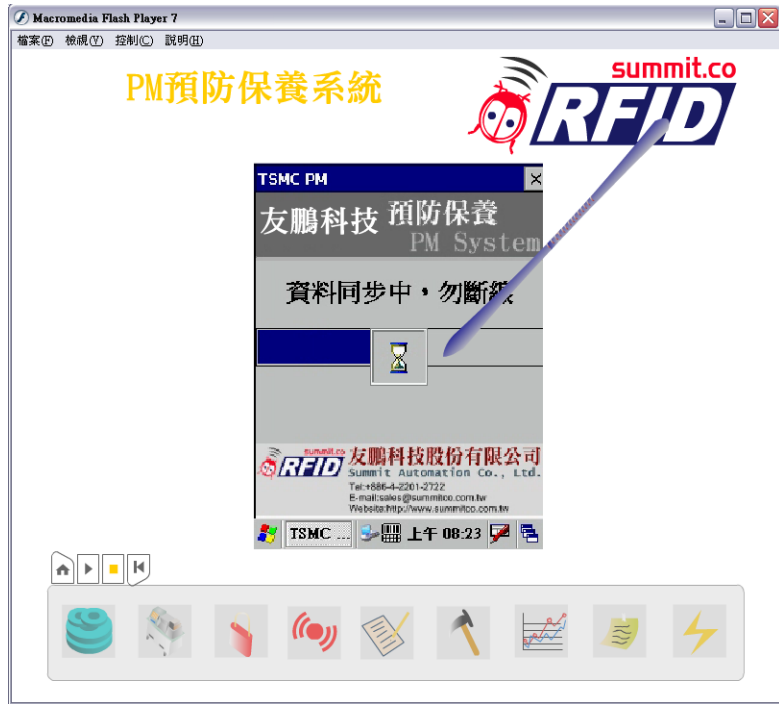 Macromedia Flash Player 7
檔案(F) 檢視(V) 控制(C) 說明(H)
PM預防保養系統
summit.co
RFID
TSMC PM
友鵬科技 預防保養
PM System
資料同步中,勿斷線
summit.co
RFID
友鵬科技股份有限公司
Summit Automation Co., Ltd.
Tel:+886-4-2201-2722
E-mail:sales@summitco.com.tw
Website:http://www.summitco.com.tw
TSMC ... 上午 08:23